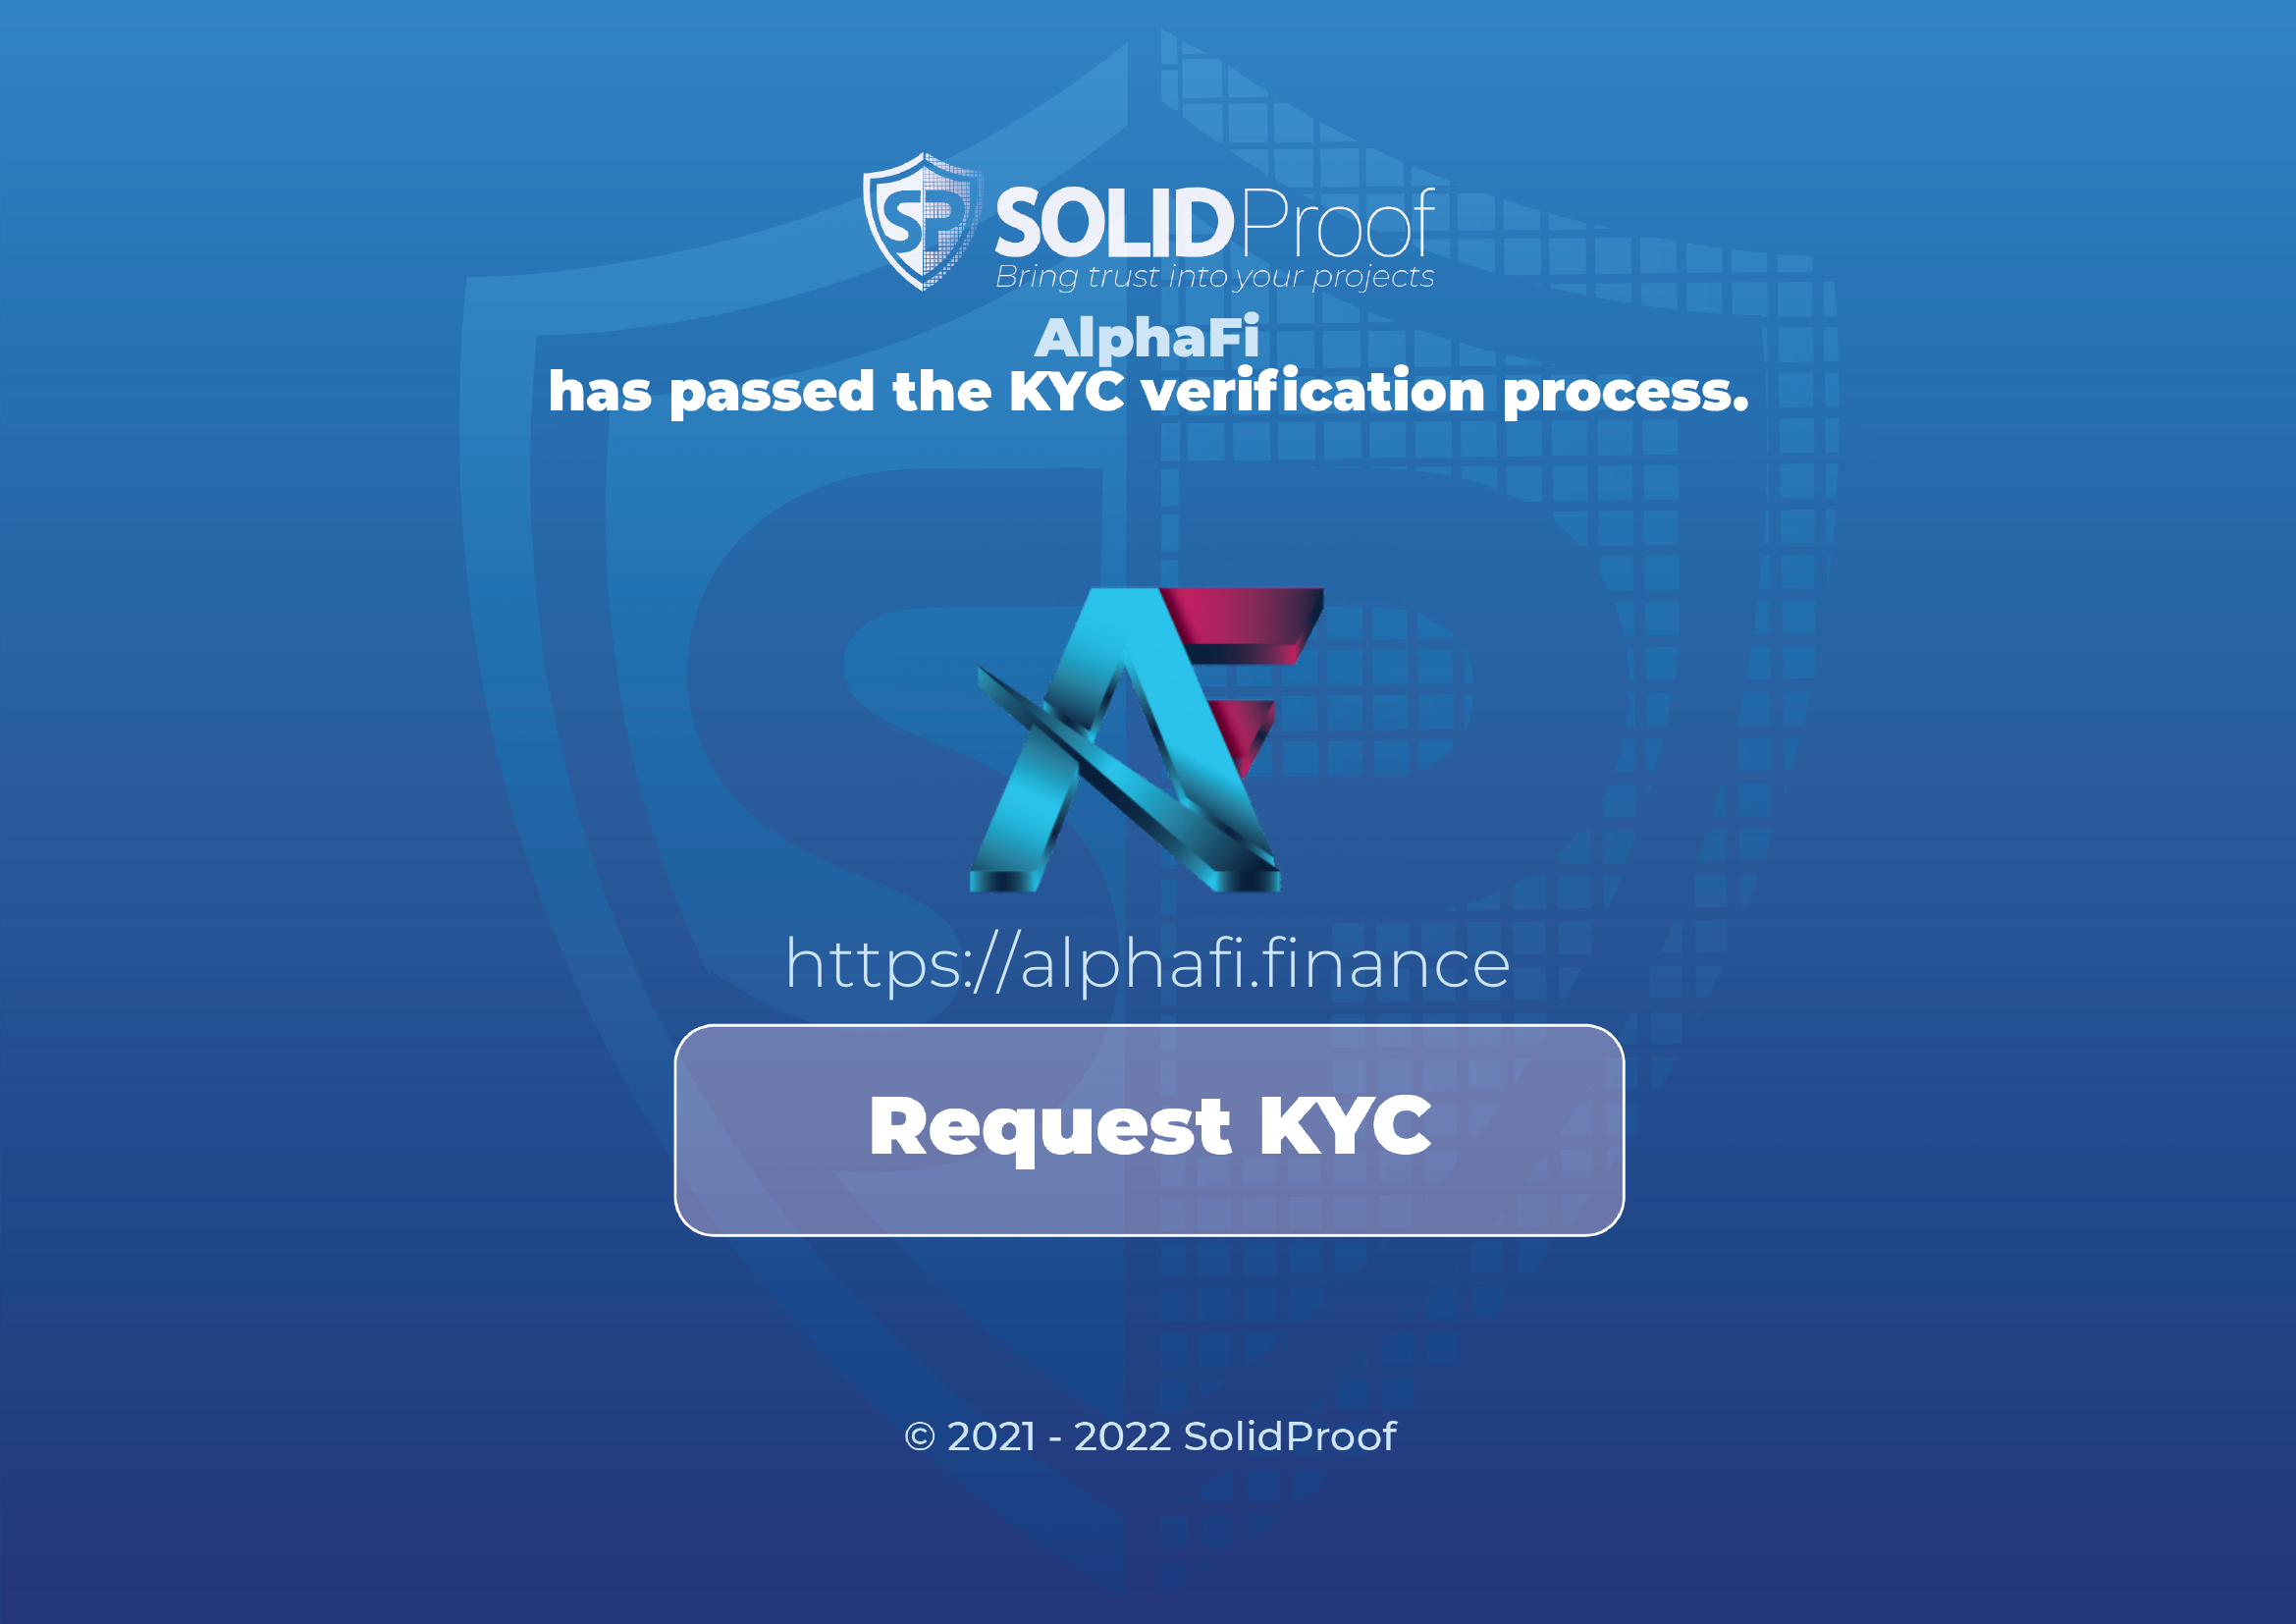 SP SOLIDProof
Bring trust into your projects
AlphaFi
has passed the KYC verification process.
https://alphafi.finance
Request KYC
© 2021 - 2022 SolidProof